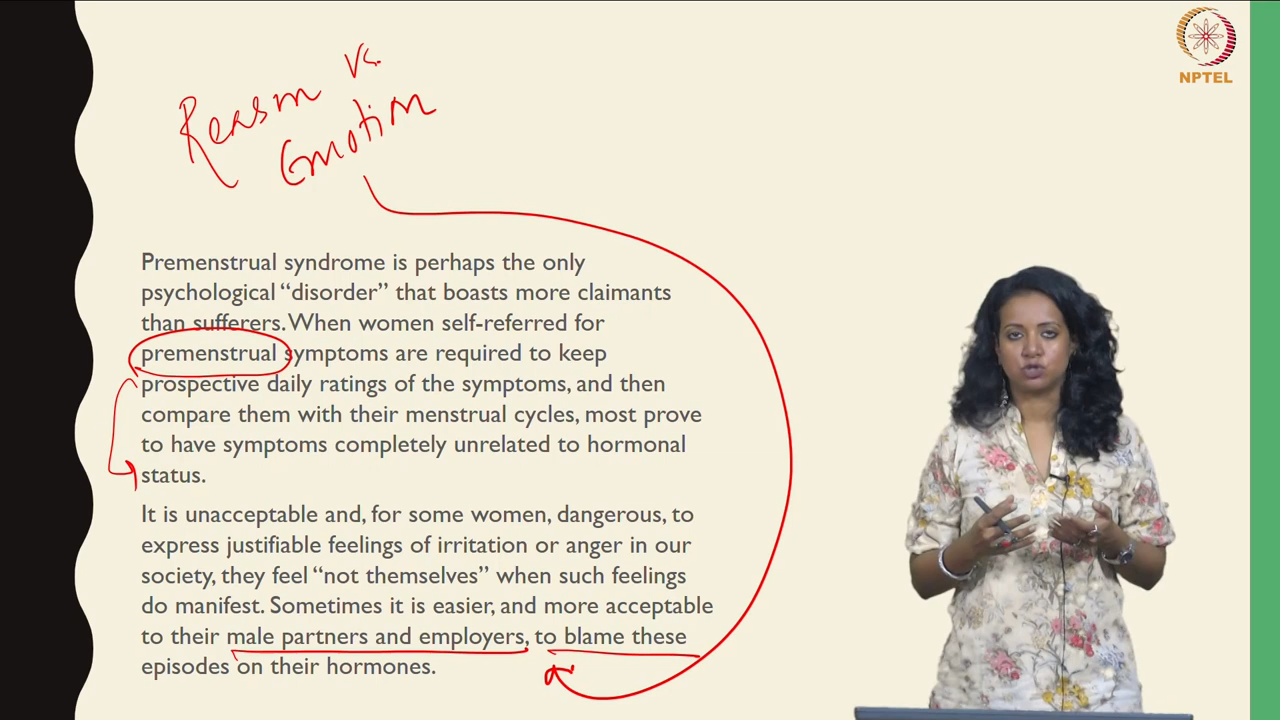 NPTEL
Reason vs.
Emotion
Premenstrual syndrome is perhaps the only
psychological “disorder” that boasts more claimants
than sufferers. When women self-referred for
premenstrual symptoms are required to keep
prospective daily ratings of the symptoms, and then
compare them with their menstrual cycles, most prove
to have symptoms completely unrelated to hormonal
status.
It is unacceptable and, for some women, dangerous, to
express justifiable feelings of irritation or anger in our
society, they feel “not themselves” when such feelings
do manifest. Sometimes it is easier, and more acceptable
to their male partners and employers, to blame these
episodes on their hormones.